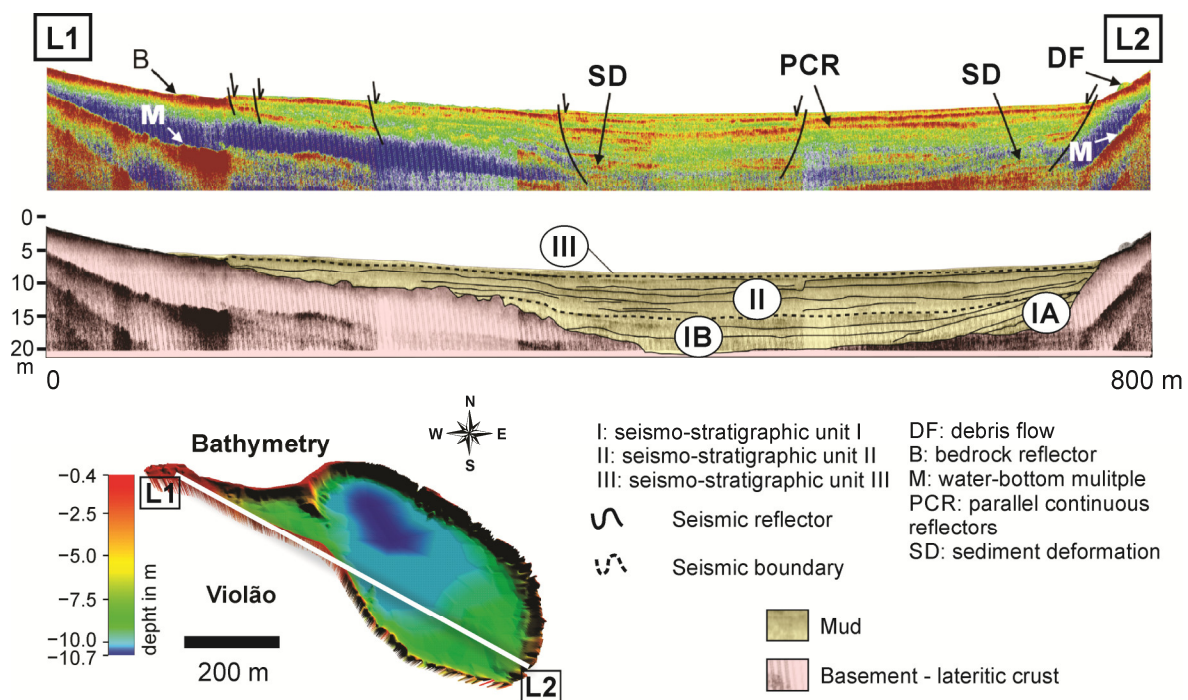 L1
L2
B
M
SD
PCR
SD
DF
M
0
5
10
15
20
m
III
II
IB
IA
0
800 m
Bathymetry
N
W
E
S
L1
L2
−0.4
−2.5
−5.0
−7.5
−10.0
−10.7
depht in m
Violão
200 m
I: seismo-stratigraphic unit I
II: seismo-stratigraphic unit II
III: seismo-stratigraphic unit III
Seismic reflector
Seismic boundary
DF: debris flow
B: bedrock reflector
M: water-bottom mulitple
PCR: parallel continuous
reflectors
SD: sediment deformation
Mud
Basement - lateritic crust